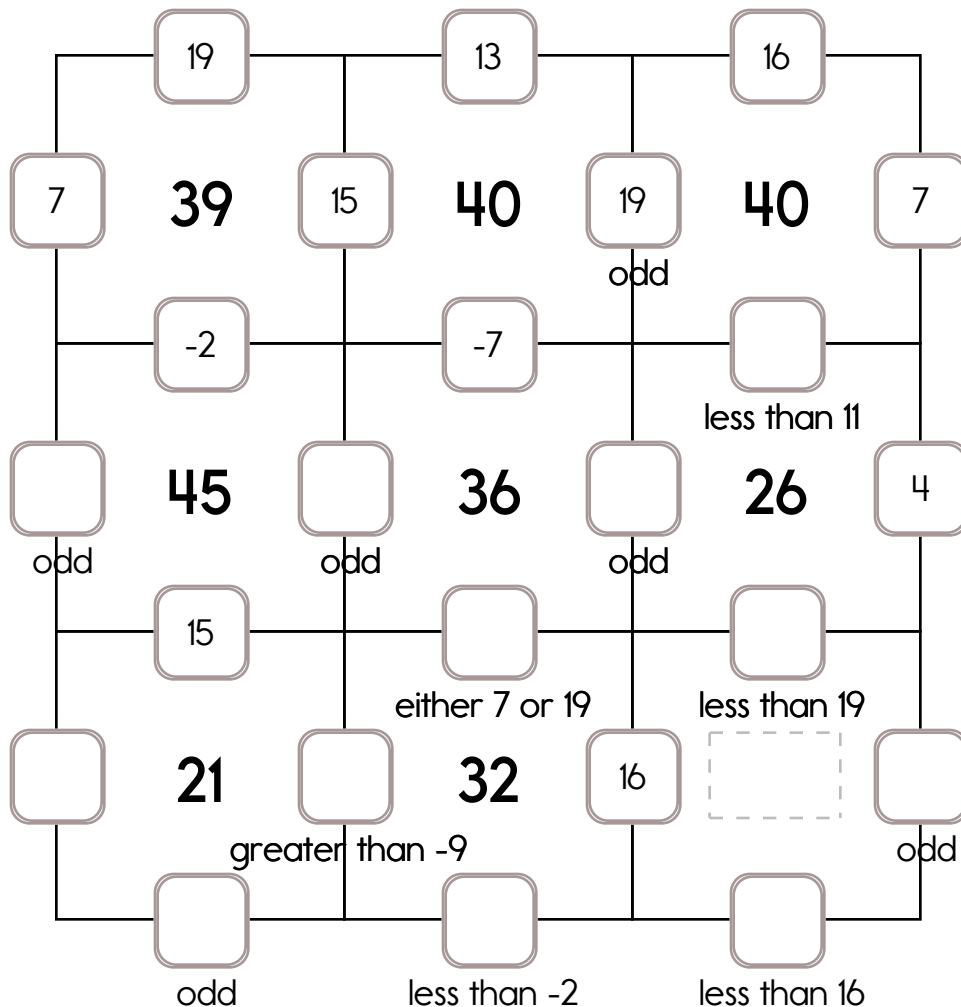 19 13 16
7 39 15 40 19 40 7
odd
-2 -7
less than 11
45 36 26 4
odd odd odd
15
either 7 or 19 less than 19
21 32 16
greater than -9 odd
odd less than -2 less than 16